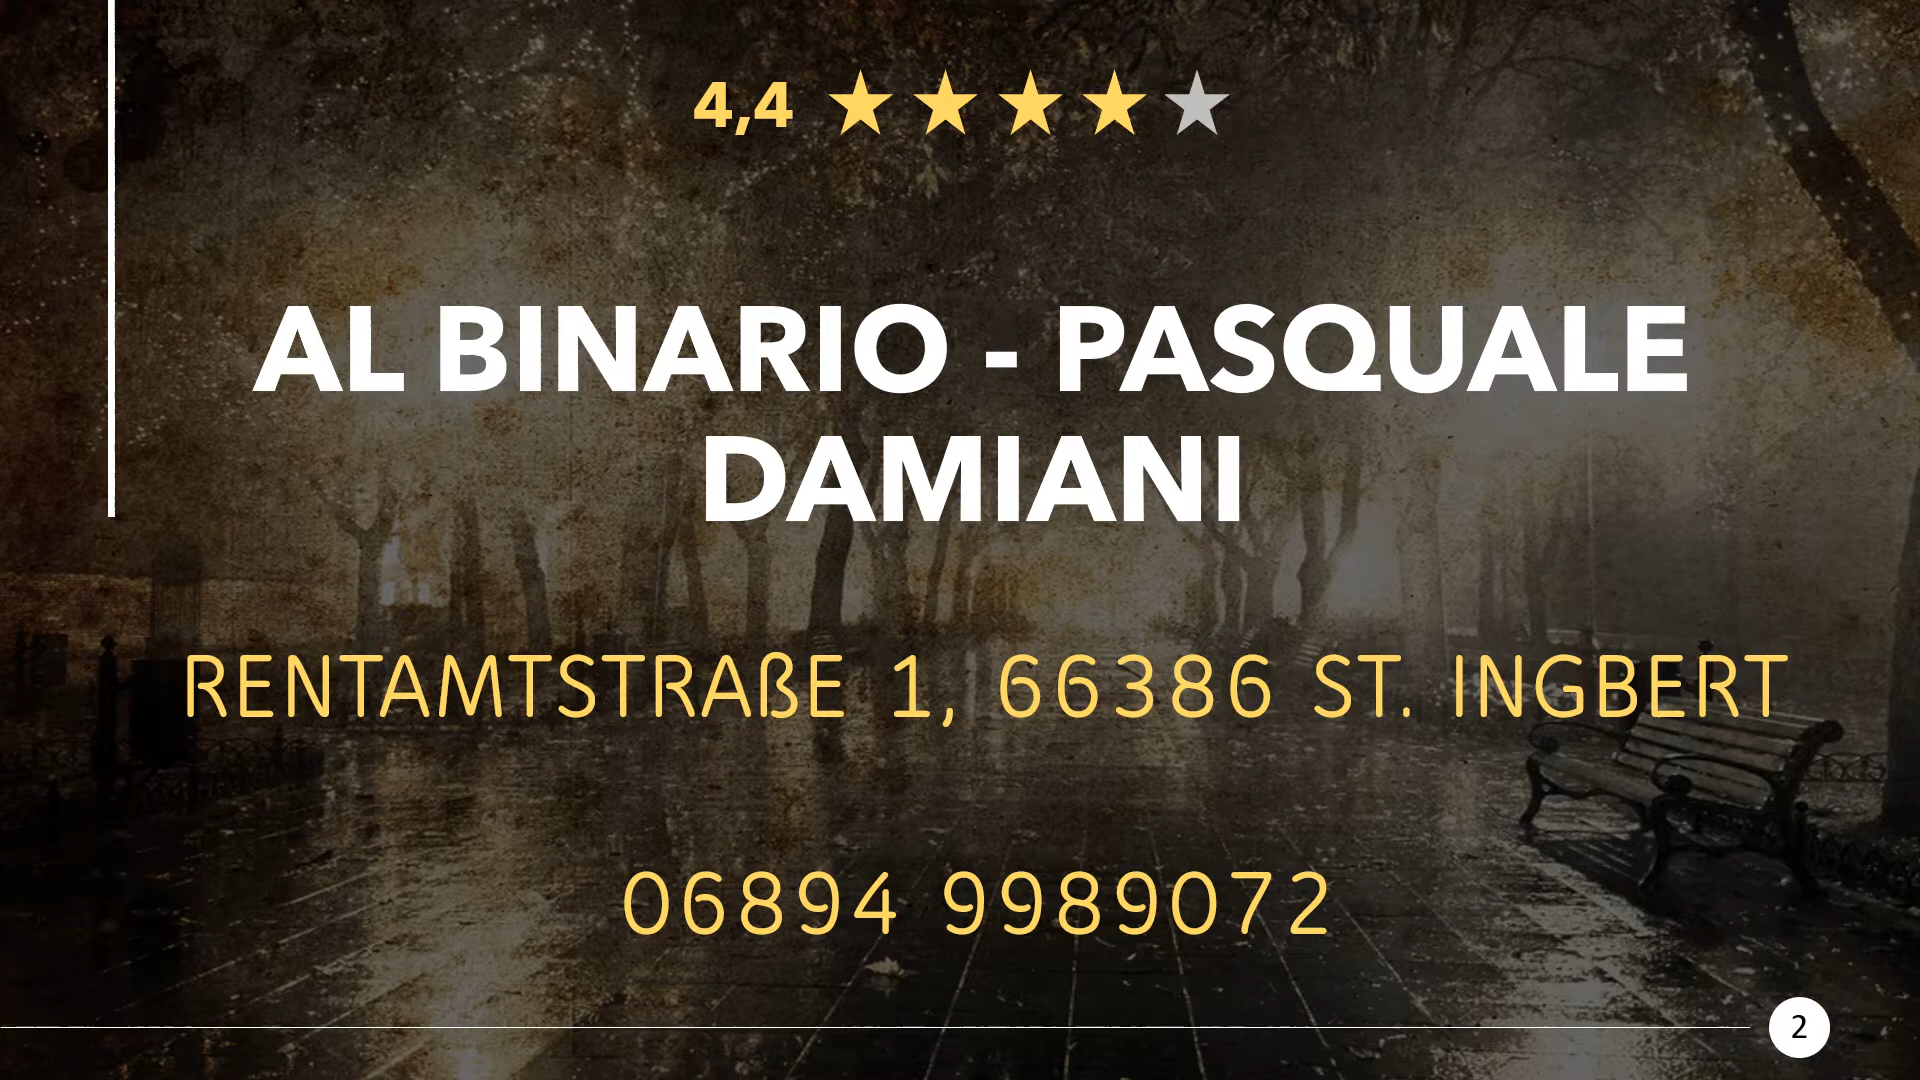 4,4
AL BINARIO - PASQUALE
DAMIANI
RENTAMTSTRAßE 1, 66386 ST. INGBERT
06894 9989072
2